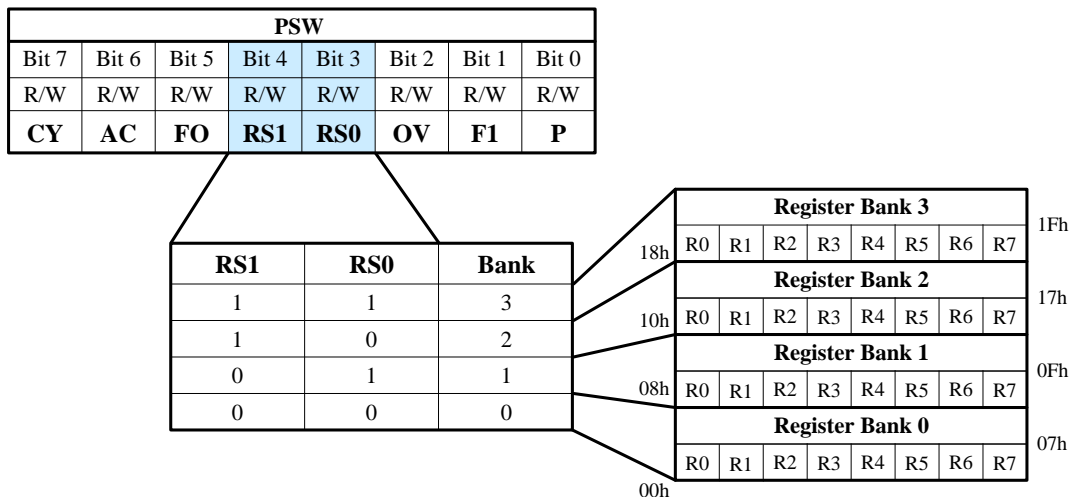 PSW
Bit 7 Bit 6 Bit 5 Bit 4 Bit 3 Bit 2 Bit 1 Bit 0
R/W R/W R/W R/W R/W R/W R/W R/W
CY AC FO RS1 RS0 OV F1 P
RS1 RS0 Bank
1 1 3
1 0 2
0 1 1
0 0 0
Register Bank 3
1Fh
18h R0 R1 R2 R3 R4 R5 R6 R7
Register Bank 2
17h
10h R0 R1 R2 R3 R4 R5 R6 R7
Register Bank 1
0Fh
08h R0 R1 R2 R3 R4 R5 R6 R7
Register Bank 0
07h
R0 R1 R2 R3 R4 R5 R6 R7
00h